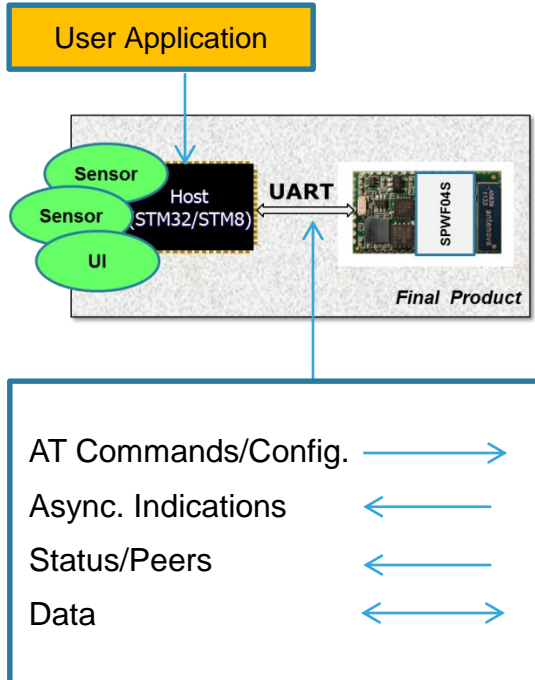 User Application
Sensor
Sensor
UI
Host
(STM32/STM8)
UART
SPWF04S
antenova
Final Product
AT Commands/Config.
Async. Indications
Status/Peers
Data